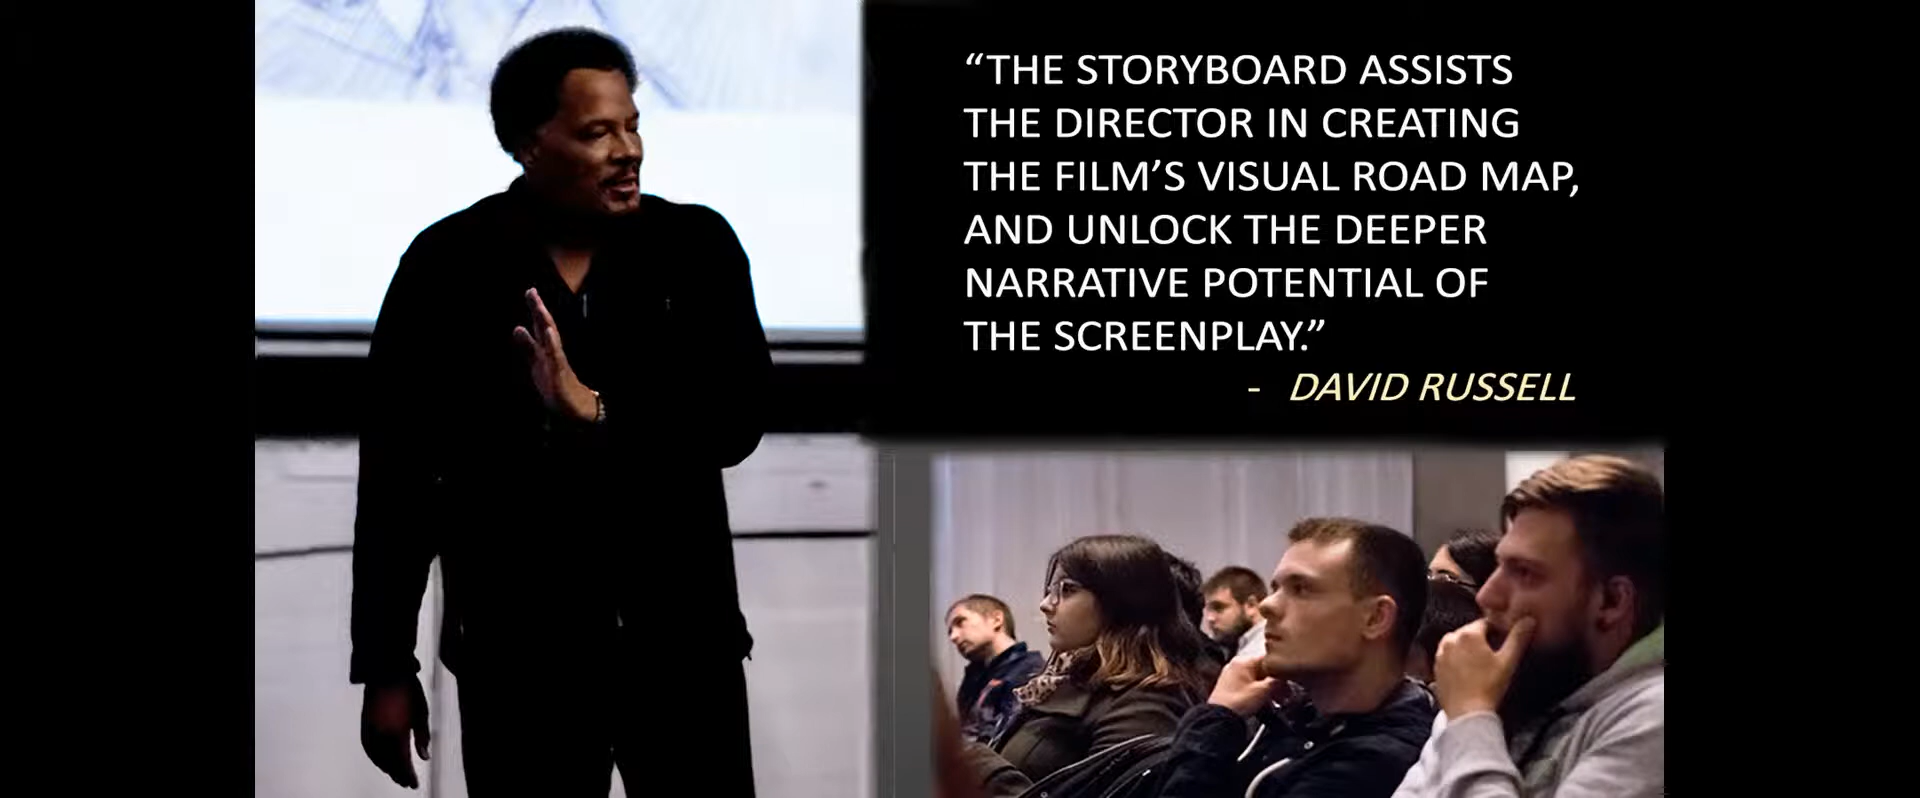 “THE STORYBOARD ASSISTS
THE DIRECTOR IN CREATING
THE FILM’S VISUAL ROAD MAP,
AND UNLOCK THE DEEPER
NARRATIVE POTENTIAL OF
THE SCREENPLAY.”
- DAVID RUSSELL